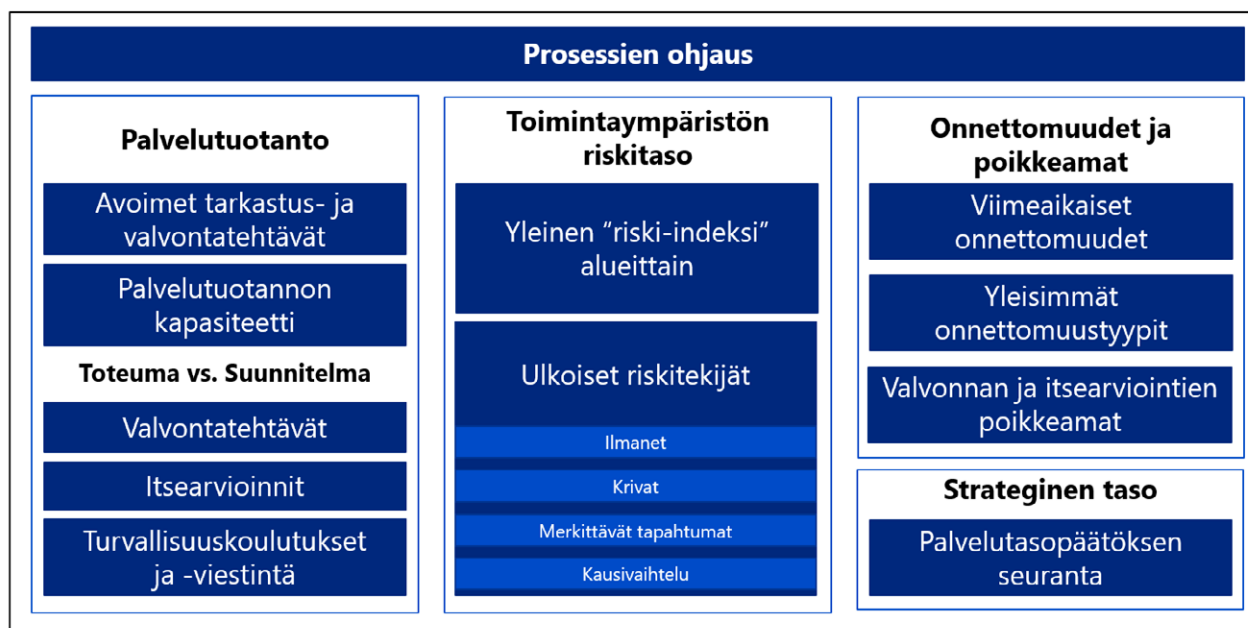 Prosessien ohjaus
Palvelutuotanto
Avoimet tarkastus- ja
valvontatehtävät
Palvelutuotannon
kapasiteetti
Toteuma vs. Suunnitelma
Valvontatehtävät
Itsearvioinnit
Turvallisuuskoulutukset
ja -viestintä
Toimintaympäristön
riskitaso
Yleinen “riski-indeksi”
alueittain
Ulkoiset riskitekijät
Ilmanet
Krivat
Merkittävät tapahtumat
Kausivaihtelu
Onnettomuudet ja
poikkeamat
Viimeaikaiset
onnettomuudet
Yleisimmät
onnettomuustyypit
Valvonnan ja itsearviointien
poikkeamat
Strateginen taso
Palvelutasopäätöksen
seuranta